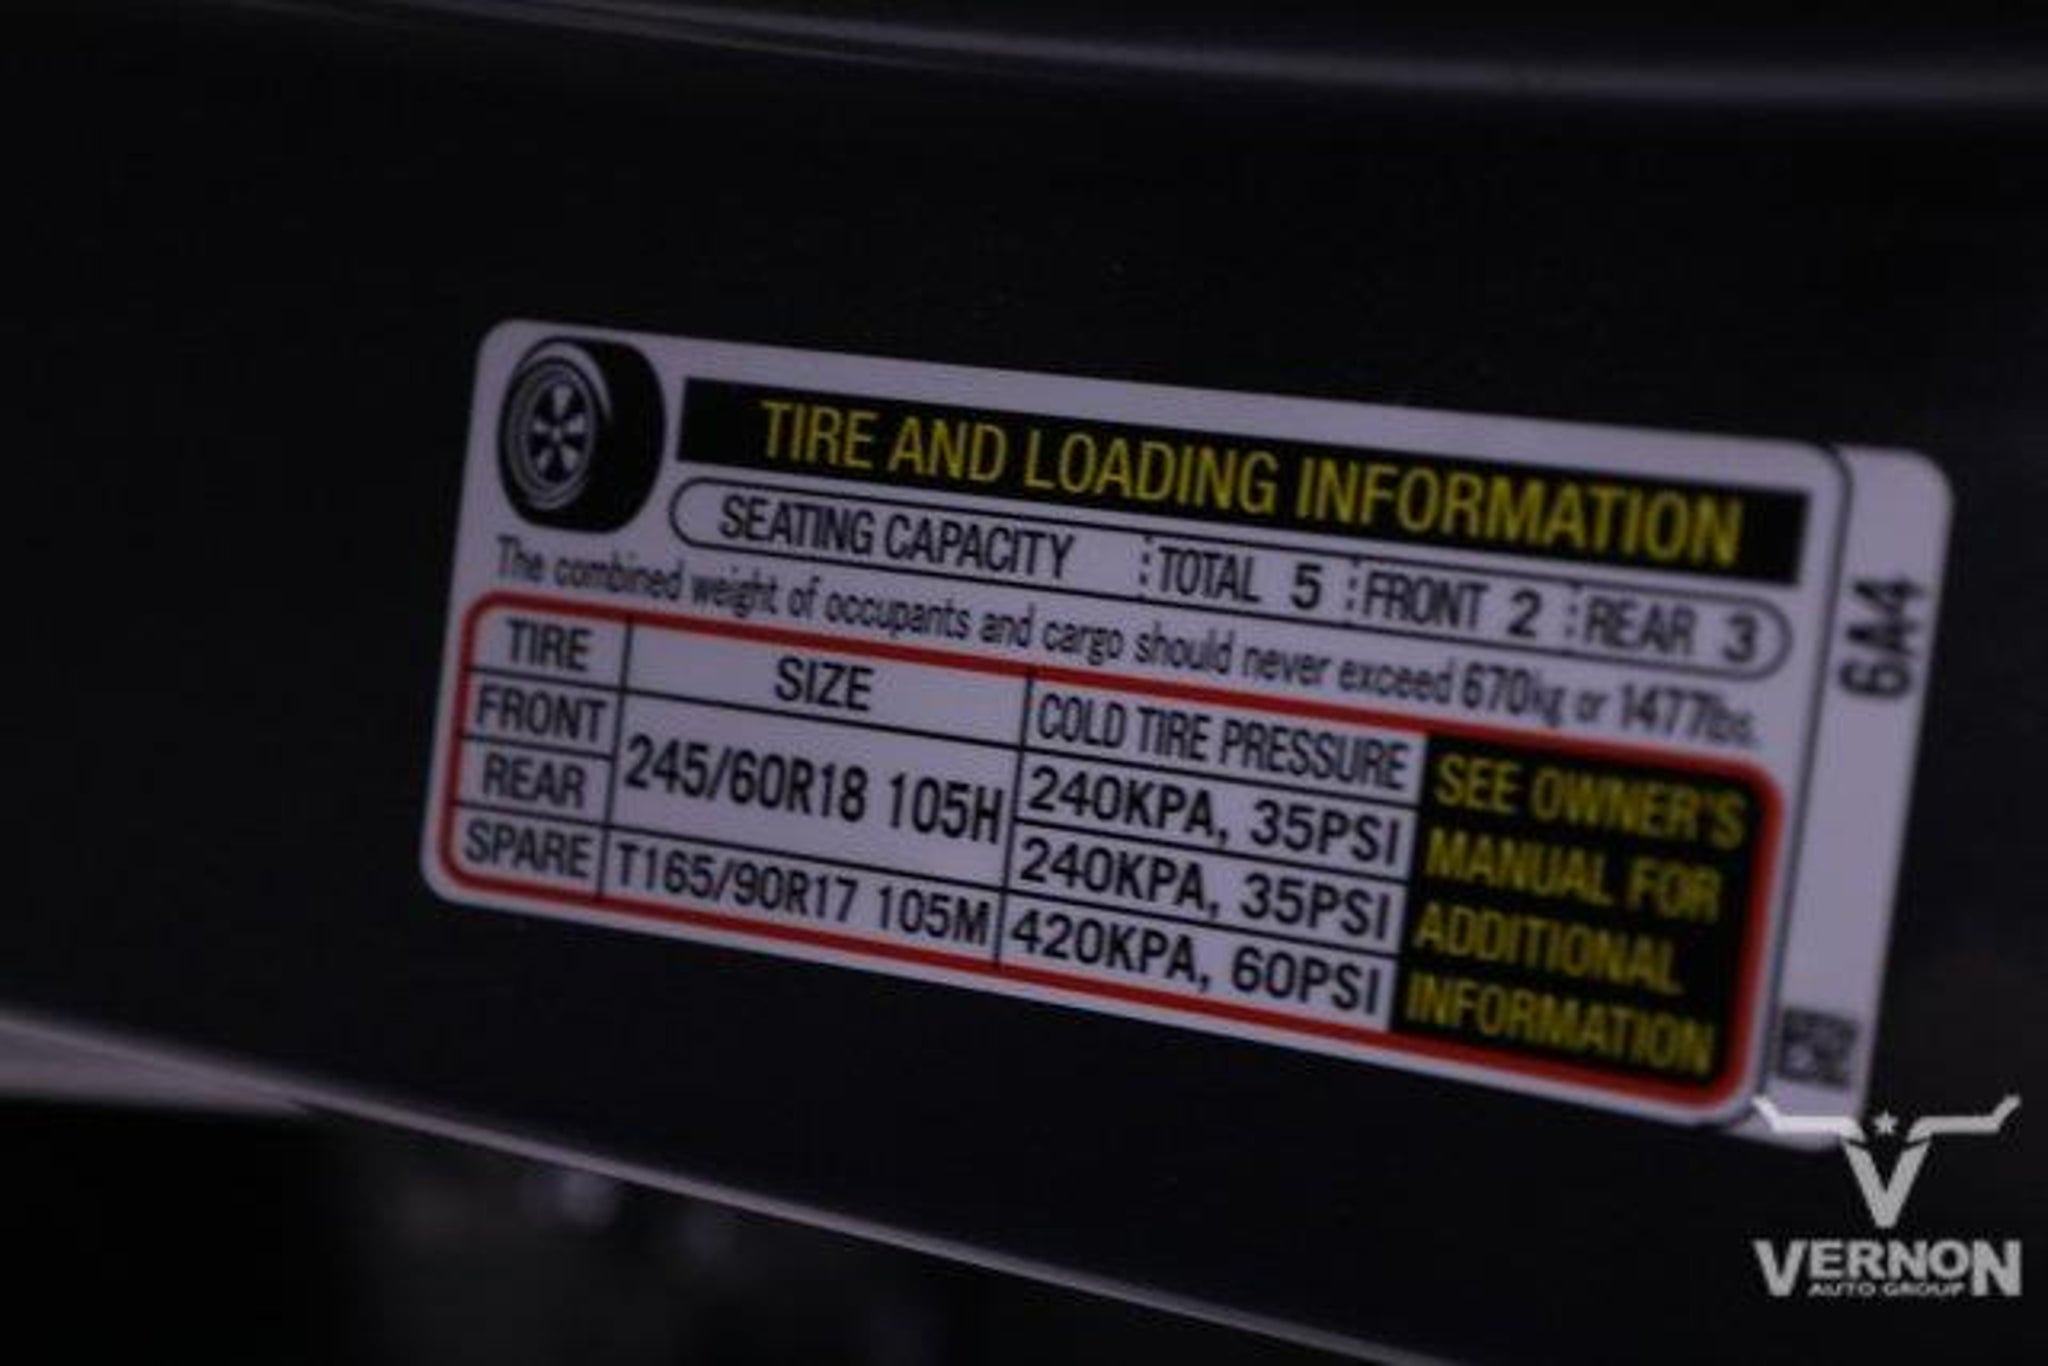 TIRE AND LOADING INFORMATION
SEATING CAPACITY TOTAL 5 FRONT 2 REAR 3
The combined weight of occupants and cargo should never exceed 670kg or 1477lbs.
TIRE SIZE COLD TIRE PRESSURE
FRONT 245/60R18 105H 240KPA, 35PSI
REAR 240KPA, 35PSI
SPARE T165/90R17 105M 420KPA, 60PSI
SEE OWNER'S
MANUAL FOR
ADDITIONAL
INFORMATION
6A4
VERNON
AUTO GROUP